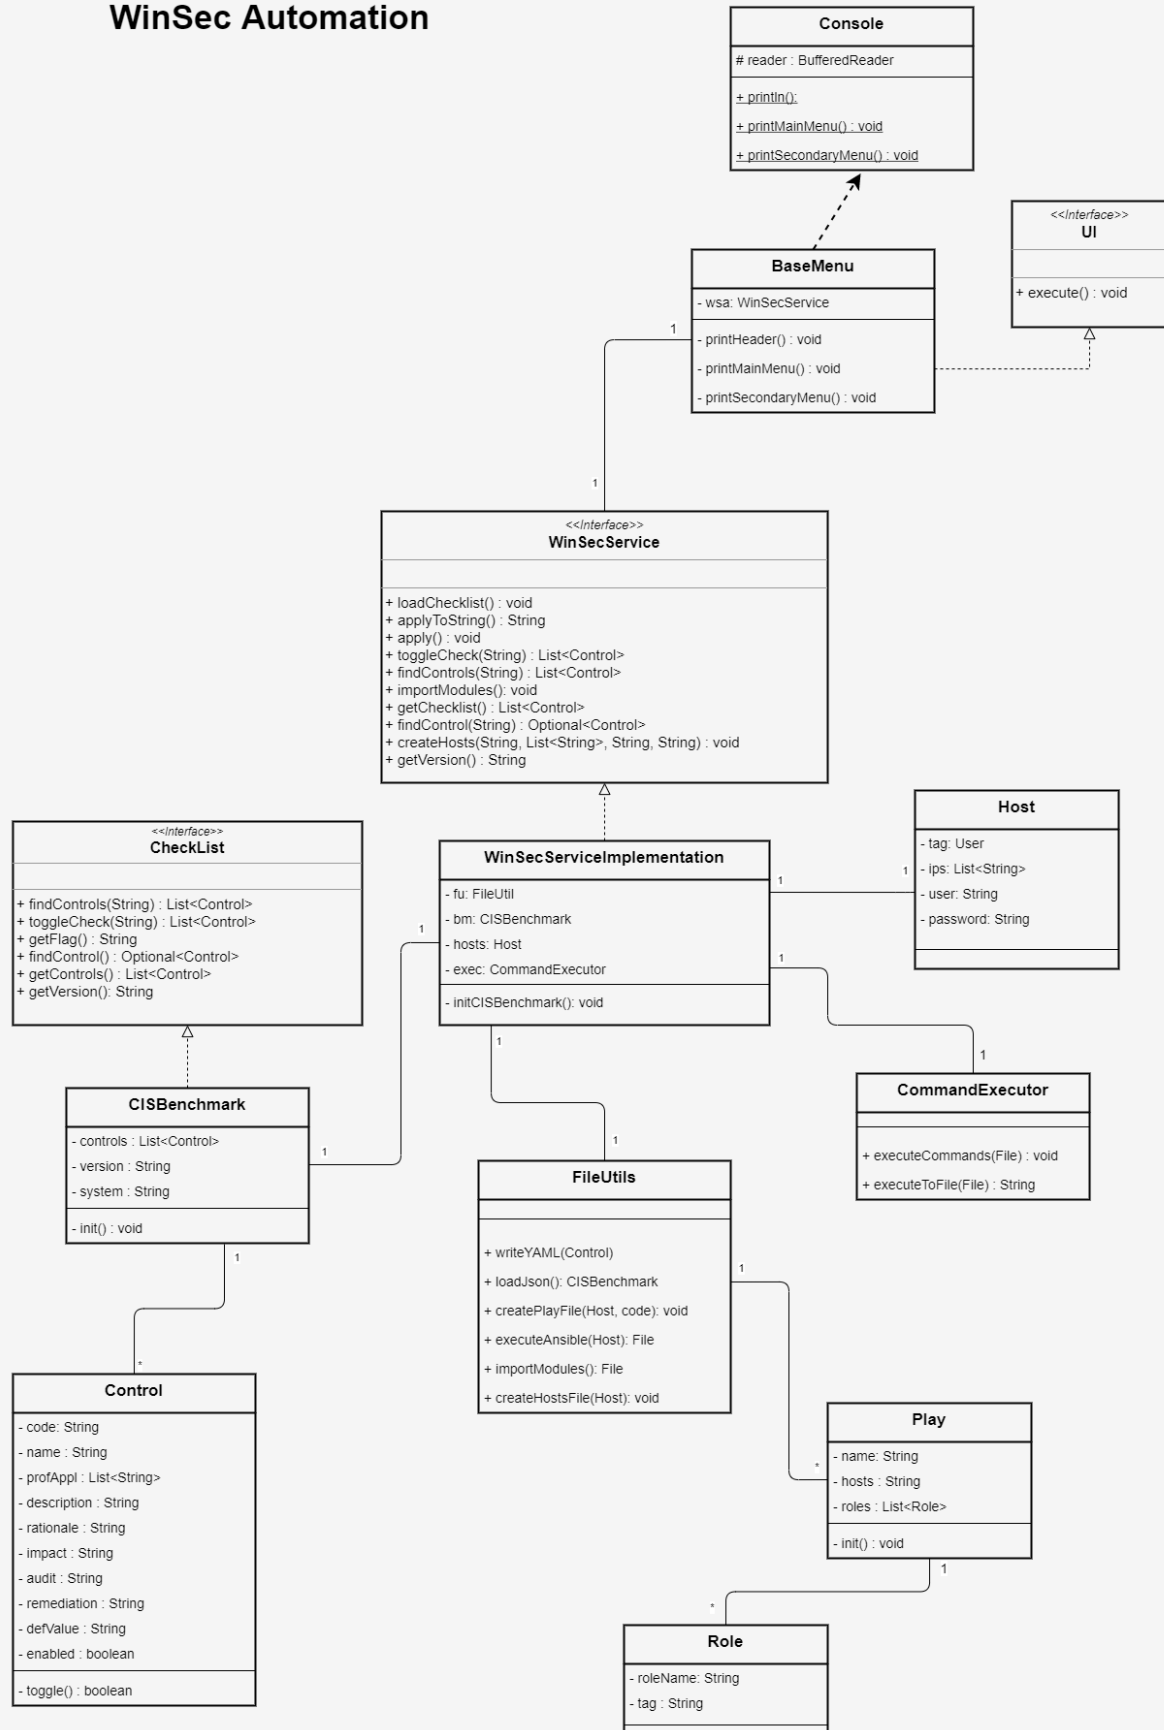 WinSec Automation
Console
# reader : BufferedReader
+ println():
+ printMainMenu() : void
+ printSecondaryMenu() : void
<<Interface>>
UI
+ execute() : void
BaseMenu
- wsa: WinSecService
- printHeader() : void
- printMainMenu() : void
- printSecondaryMenu() : void
1
1
<<Interface>>
WinSecService
+ loadChecklist() : void
+ applyToString() : String
+ apply() : void
+ toggleCheck(String) : List<Control>
+ findControls(String) : List<Control>
+ importModules(): void
+ getChecklist() : List<Control>
+ findControl(String) : Optional<Control>
+ createHosts(String, List<String>, String, String) : void
+ getVersion() : String
<<Interface>>
CheckList
+ findControls(String) : List<Control>
+ toggleCheck(String) : List<Control>
+ getFlag() : String
+ findControl() : Optional<Control>
+ getControls() : List<Control>
+ getVersion(): String
WinSecServiceImplementation
- fu: FileUtil
- bm: CISBenchmark
- hosts: Host
- exec: CommandExecutor
- initCISBenchmark(): void
1
1
1
1
1
1
1
1
Host
- tag: User
- ips: List<String>
- user: String
- password: String
CommandExecutor
+ executeCommands(File) : void
+ executeToFile(File) : String
CISBenchmark
- controls : List<Control>
- version : String
- system : String
- init() : void
1
*
FileUtils
+ writeYAML(Control)
+ loadJson(): CISBenchmark
+ createPlayFile(Host, code): void
+ executeAnsible(Host): File
+ importModules(): File
+ createHostsFile(Host): void
1
*
Control
- code: String
- name : String
- profAppl : List<String>
- description : String
- rationale : String
- impact : String
- audit : String
- remediation : String
- defValue : String
- enabled : boolean
- toggle() : boolean
Play
- name: String
- hosts : String
- roles : List<Role>
- init() : void
1
*
Role
- roleName: String
- tag : String